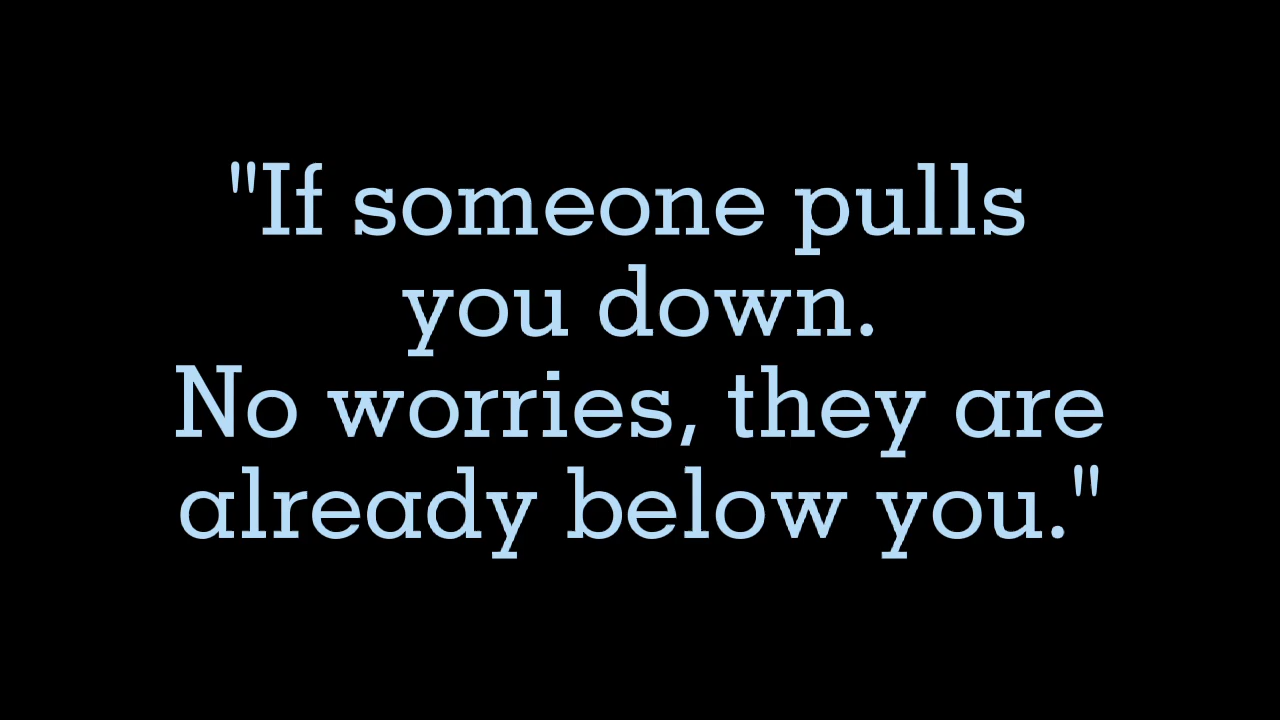 "If someone pulls
you down.
No worries, they are
already below you."